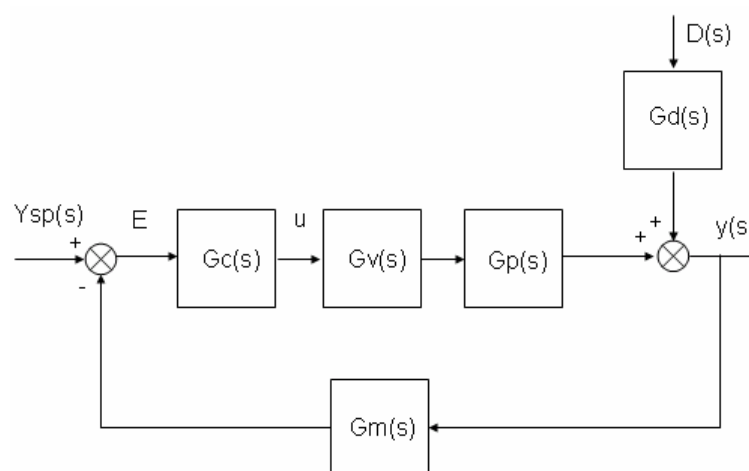 D(s)
Gd(s)
Ysp(s)
E
u
y(s
+
+
+
Gc(s)
Gv(s)
Gp(s)
-
Gm(s)